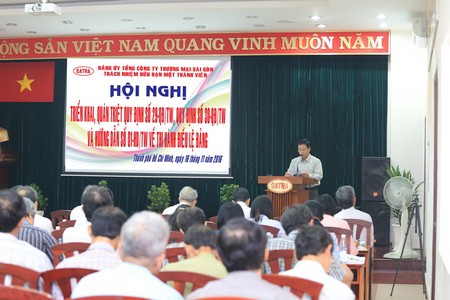 CỘNG SẢN VIỆT NAM QUANG VINH MUÔN NĂM
SATRA
ĐẢNG ỦY TỔNG CÔNG TY THƯƠNG MẠI SÀI GÒN
TRÁCH NHIỆM HỮU HẠN MỘT THÀNH VIÊN
HỘI NGHỊ
TRIỂN KHAI, QUÁN TRIỆT QUY ĐỊNH SỐ 29-QĐ/TW, QUY ĐỊNH SỐ 30-QĐ/TW
VÀ HƯỚNG DẪN SỐ 01-HD/TW VỀ THI HÀNH ĐIỀU LỆ ĐẢNG
Thành phố Hồ Chí Minh, ngày 16 tháng 11 năm 2016
SATRA